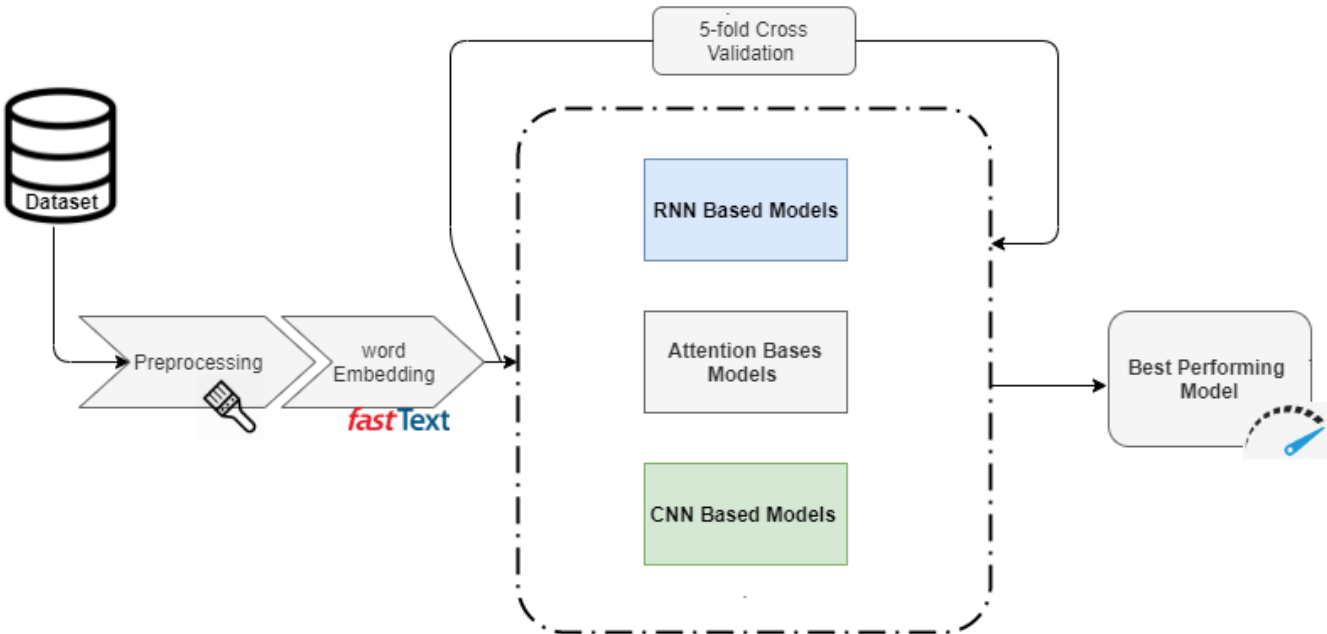 5-fold Cross
Validation
Dataset
RNN Based Models
Preprocessing
word
Embedding
fastText
Attention Bases
Models
Best Performing
Model
CNN Based Models